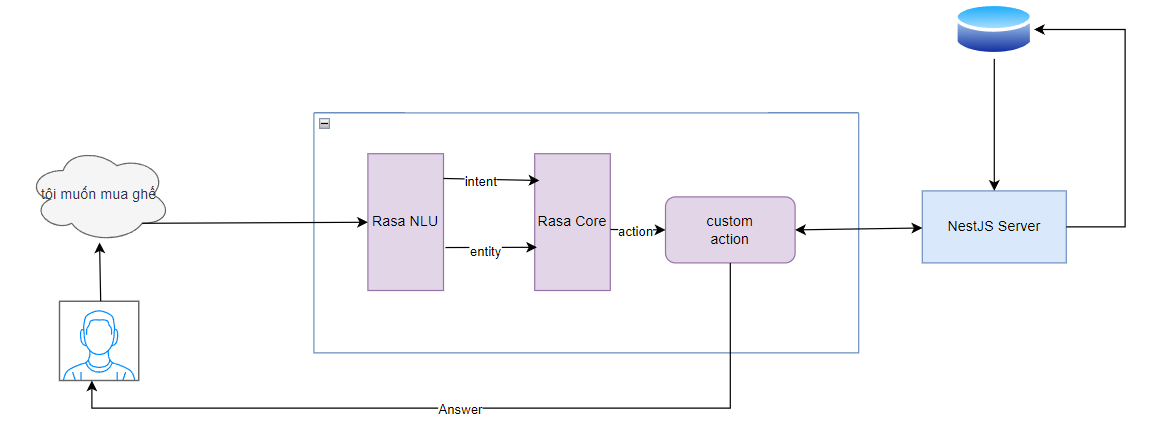 tôi muốn mua ghế
Rasa NLU
intent
entity
Rasa Core
action
custom
action
NestJS Server
Answer